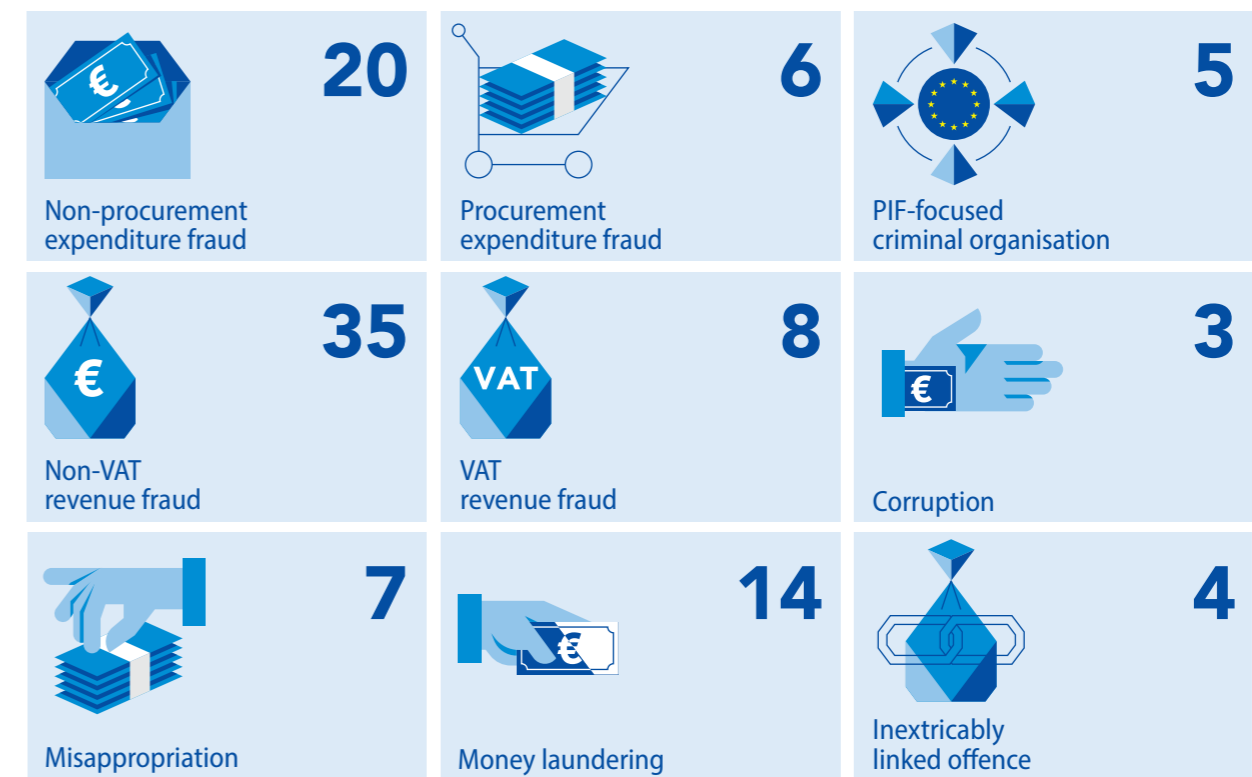 20
€
Non-procurement
expenditure fraud
6
Procurement
expenditure fraud
5
PIF-focused
criminal organisation
35
€
Non-VAT
revenue fraud
8
VAT
VAT
revenue fraud
3
€
Corruption
7
Misappropriation
14
€
Money laundering
4
Inextricably
linked offence